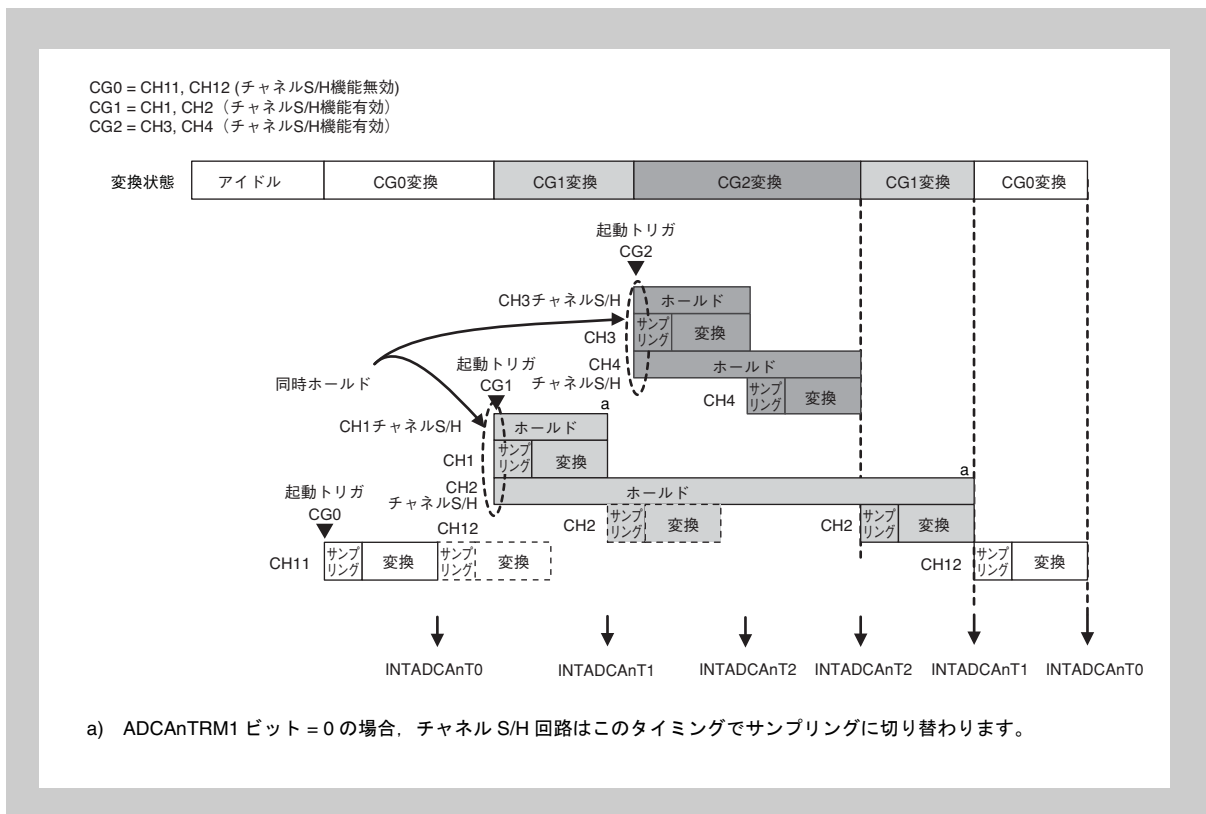 CG0 = CH11, CH12 (チャネルS/H機能無効)
CG1 = CH1, CH2（チャネルS/H機能有効）
CG2 = CH3, CH4（チャネルS/H機能有効）
変換状態 アイドル CG0変換 CG1変換 CG2変換 CG1変換 CG0変換
起動トリガ
CG2
CH3チャネルS/H ホールド
CH3 サンプ
リング 変換
CH4
チャネルS/H ホールド
CH4 サンプ
リング 変換
同時ホールド
起動トリガ
CG1
a
CH1チャネルS/H ホールド
CH1 サンプ
リング 変換
CH2
チャネルS/H ホールド a
CH2 サンプ
リング 変換
CH2 サンプ
リング 変換
起動トリガ
CG0
CH11 サンプ
リング 変換
CH12
サンプ
リング 変換
CH12 サンプ
リング 変換
INTADCAnT0 INTADCAnT1 INTADCAnT2 INTADCAnT2 INTADCAnT1 INTADCAnT0
a) ADCAnTRM1 ビット = 0 の場合，チャネル S/H 回路はこのタイミングでサンプリングに切り替わります。